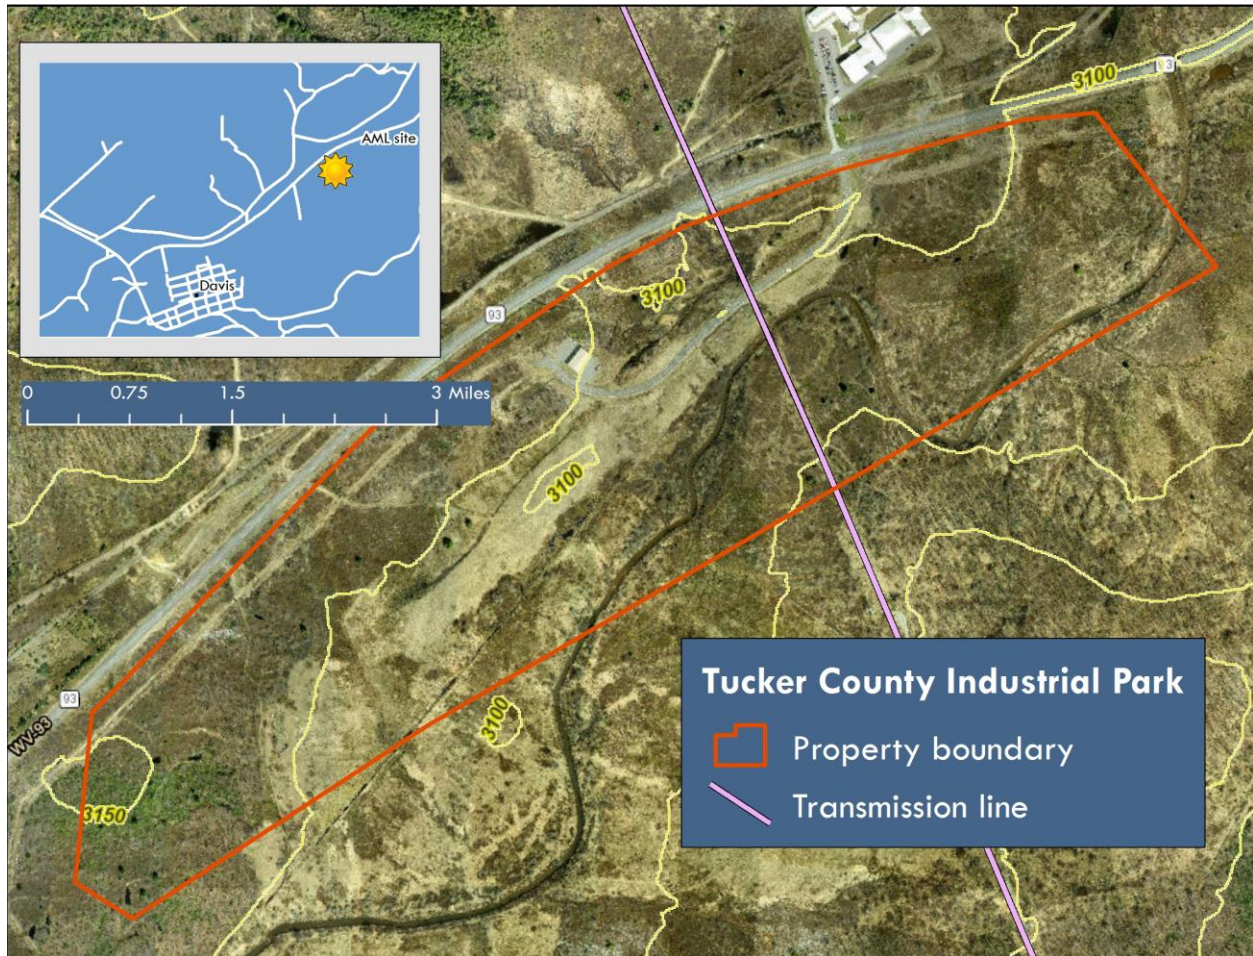 3100
93
AML site
Davis
3100
93
0 0.75 1.5 3 Miles
3100
Tucker County Industrial Park
93
3100
Property boundary
WV-93
3150
Transmission line